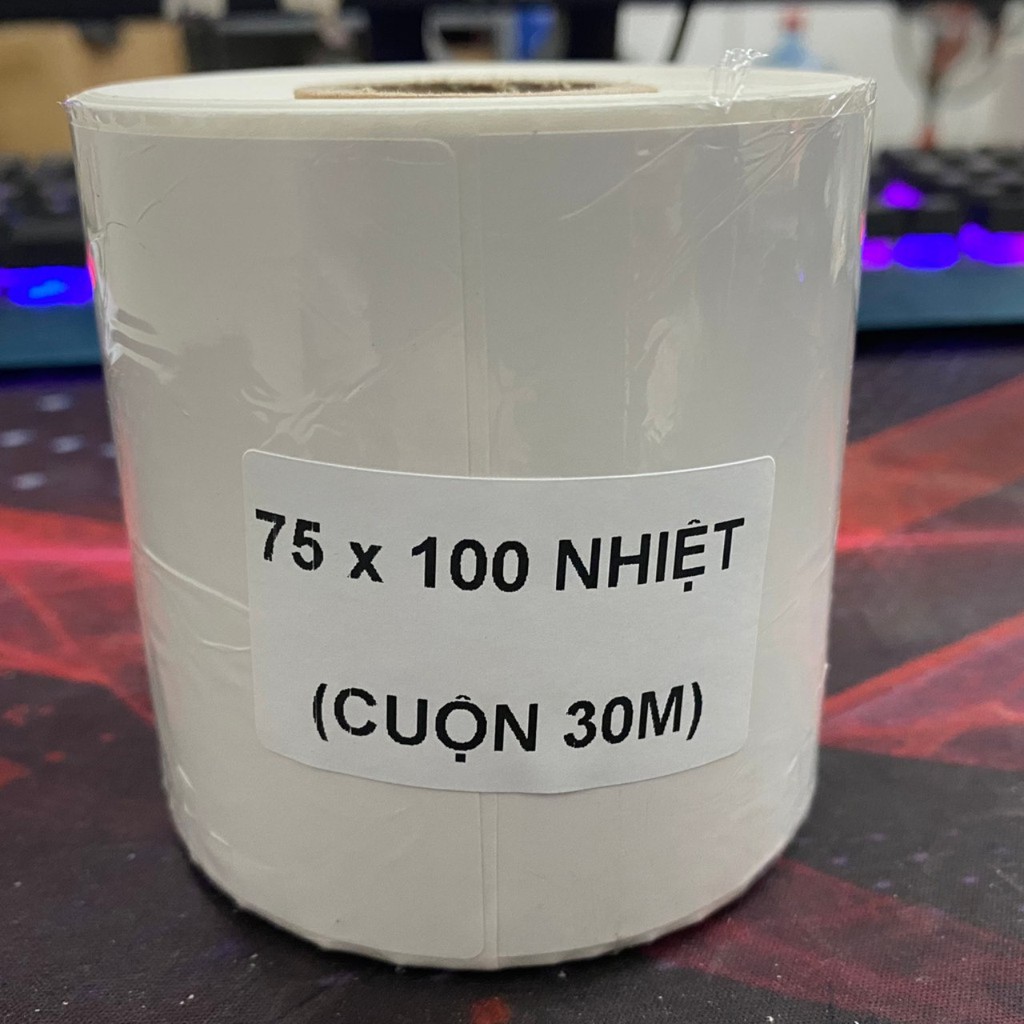 75 x 100 NHIỆT
(CUỘN 30M)